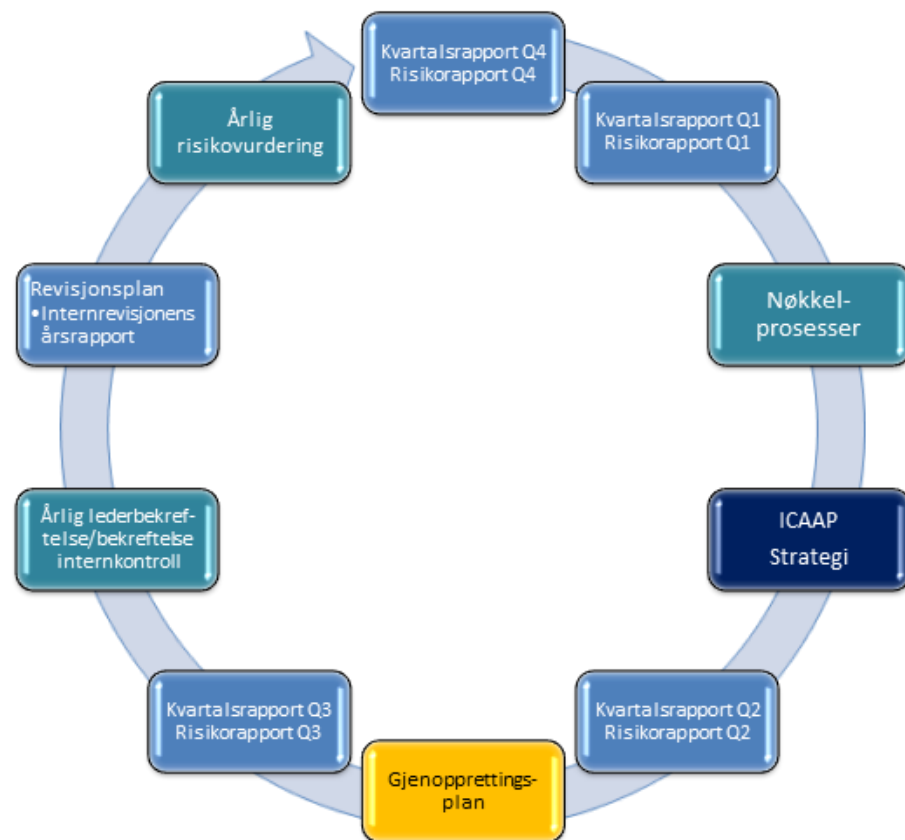 Kvartalsrapport Q4
Risikorapport Q4
Kvartalsrapport Q1
Risikorapport Q1
Nøkkel-
prosesser
ICAAP
Strategi
Kvartalsrapport Q2
Risikorapport Q2
Gjenopprettings-
plan
Kvartalsrapport Q3
Risikorapport Q3
Årlig lederbekref-
telse/bekreftelse
internkontroll
Revisjonsplan
•Internrevisjonens
årsrapport
Årlig
risikovurdering